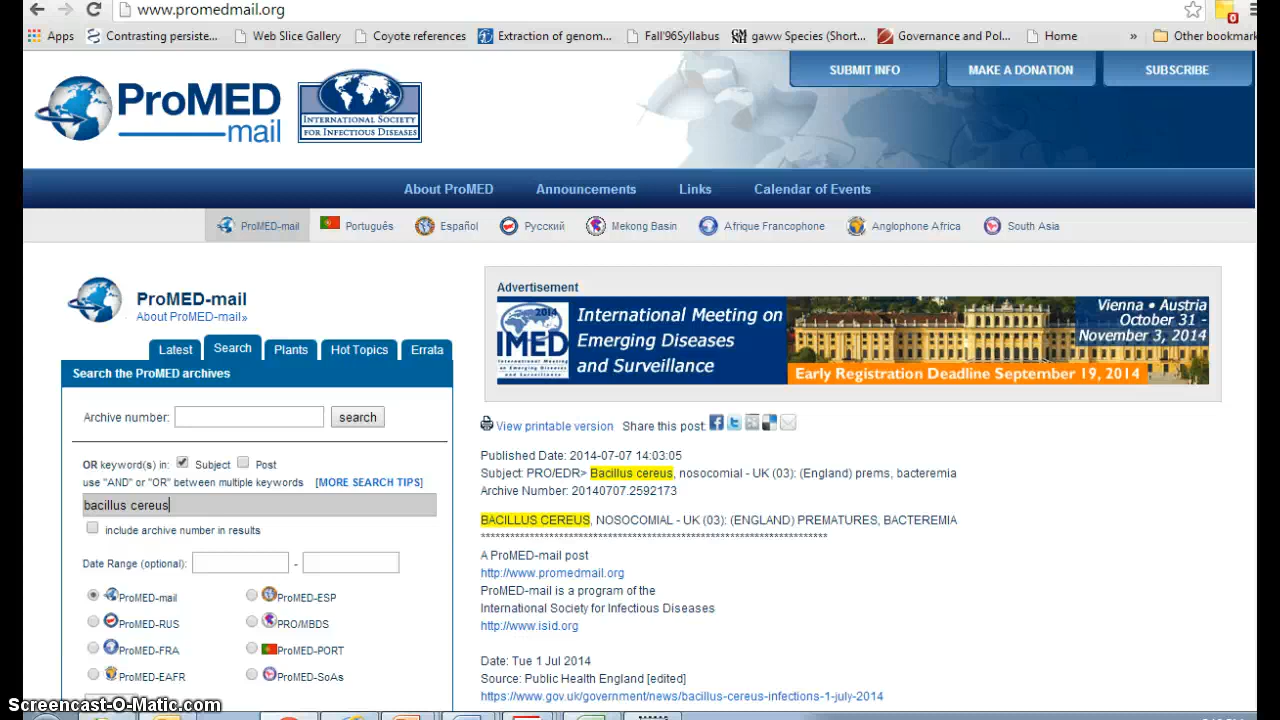 www.promedmail.org
Apps Contrasting persiste... Web Slice Gallery Coyote references Extraction of genom... Fall'96Syllabus gaww Species (Short... Governance and Pol... Home » Other bookmark
0
SUBMIT INFO MAKE A DONATION SUBSCRIBE
ProMED
mail
INTERNATIONAL SOCIETY
FOR INFECTIOUS DISEASES
About ProMED Announcements Links Calendar of Events
ProMED-mail Português Español Русский Mekong Basin Afrique Francophone Anglophone Africa South Asia
ProMED-mail
About ProMED-mail»
Latest Search Plants Hot Topics Errata
Search the ProMED archives
Archive number: search
OR keyword(s) in: Subject Post
use "AND" or "OR" between multiple keywords [MORE SEARCH TIPS]
bacillus cereus
include archive number in results
Date Range (optional): -
ProMED-mail ProMED-ESP
ProMED-RUS PRO/MBDS
ProMED-FRA ProMED-PORT
ProMED-EAFR ProMED-SoAs
Advertisement
2014
IMED
International Meeting on
Emerging Diseases
and Surveillance
Vienna • Austria
October 31 -
November 3, 2014
Early Registration Deadline September 19, 2014
View printable version Share this post:
Published Date: 2014-07-07 14:03:05
Subject: PRO/EDR> Bacillus cereus, nosocomial - UK (03): (England) prems, bacteremia
Archive Number: 20140707.2592173
BACILLUS CEREUS, NOSOCOMIAL - UK (03): (ENGLAND) PREMATURES, BACTEREMIA
******************************************************************************
A ProMED-mail post
http://www.promedmail.org
ProMED-mail is a program of the
International Society for Infectious Diseases
http://www.isid.org
Date: Tue 1 Jul 2014
Source: Public Health England [edited]
https://www.gov.uk/government/news/bacillus-cereus-infections-1-july-2014
Screencast-O-Matic.com